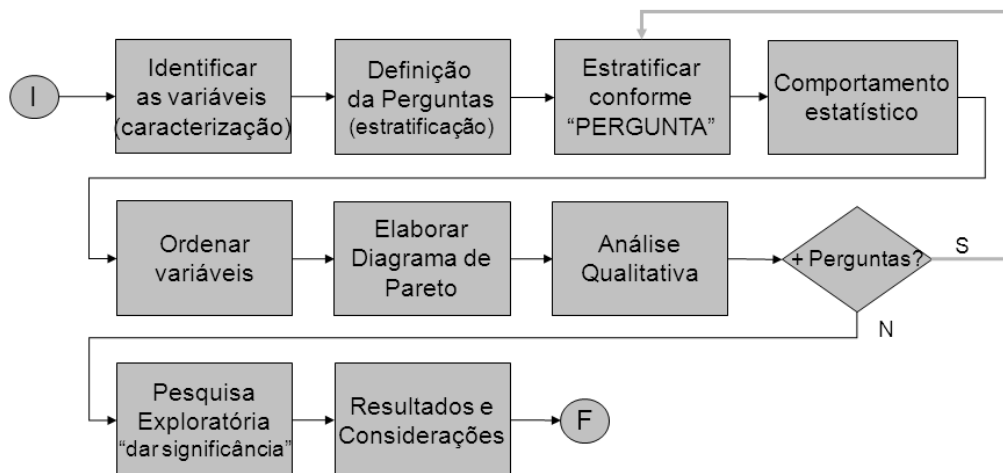 I
Identificar
as variáveis
(caracterização)
Definição
da Perguntas
(estratificação)
Estratificar
conforme
“PERGUNTA”
Comportamento
estatístico
Ordenar
variáveis
Elaborar
Diagrama de
Pareto
Análise
Qualitativa
+ Perguntas?
S
N
Pesquisa
Exploratória
“dar significância”
Resultados e
Considerações
F